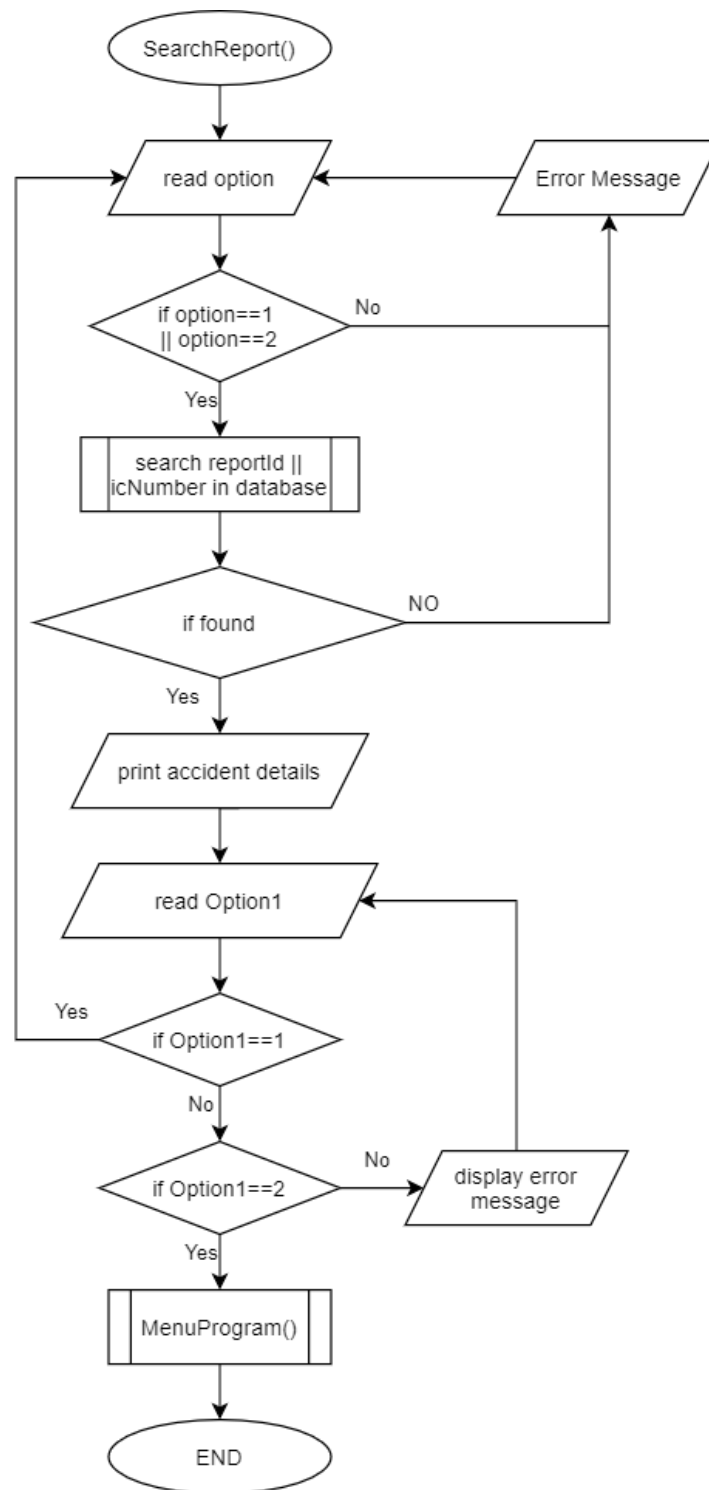 SearchReport()
read option
Error Message
if option==1
|| option==2
No
Yes
search reportId ||
icNumber in database
if found
NO
Yes
print accident details
read Option1
Yes
if Option1==1
No
if Option1==2
No
display error
message
Yes
MenuProgram()
END